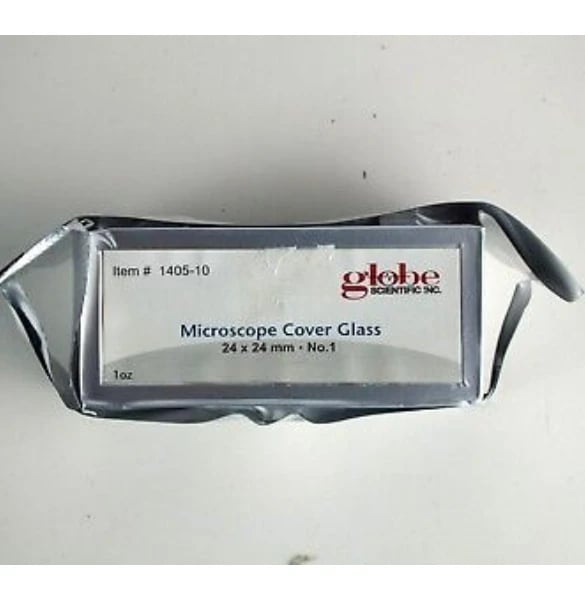 Item # 1405-10
globe
SCIENTIFIC INC.
Microscope Cover Glass
24 x 24 mm • No.1
1oz